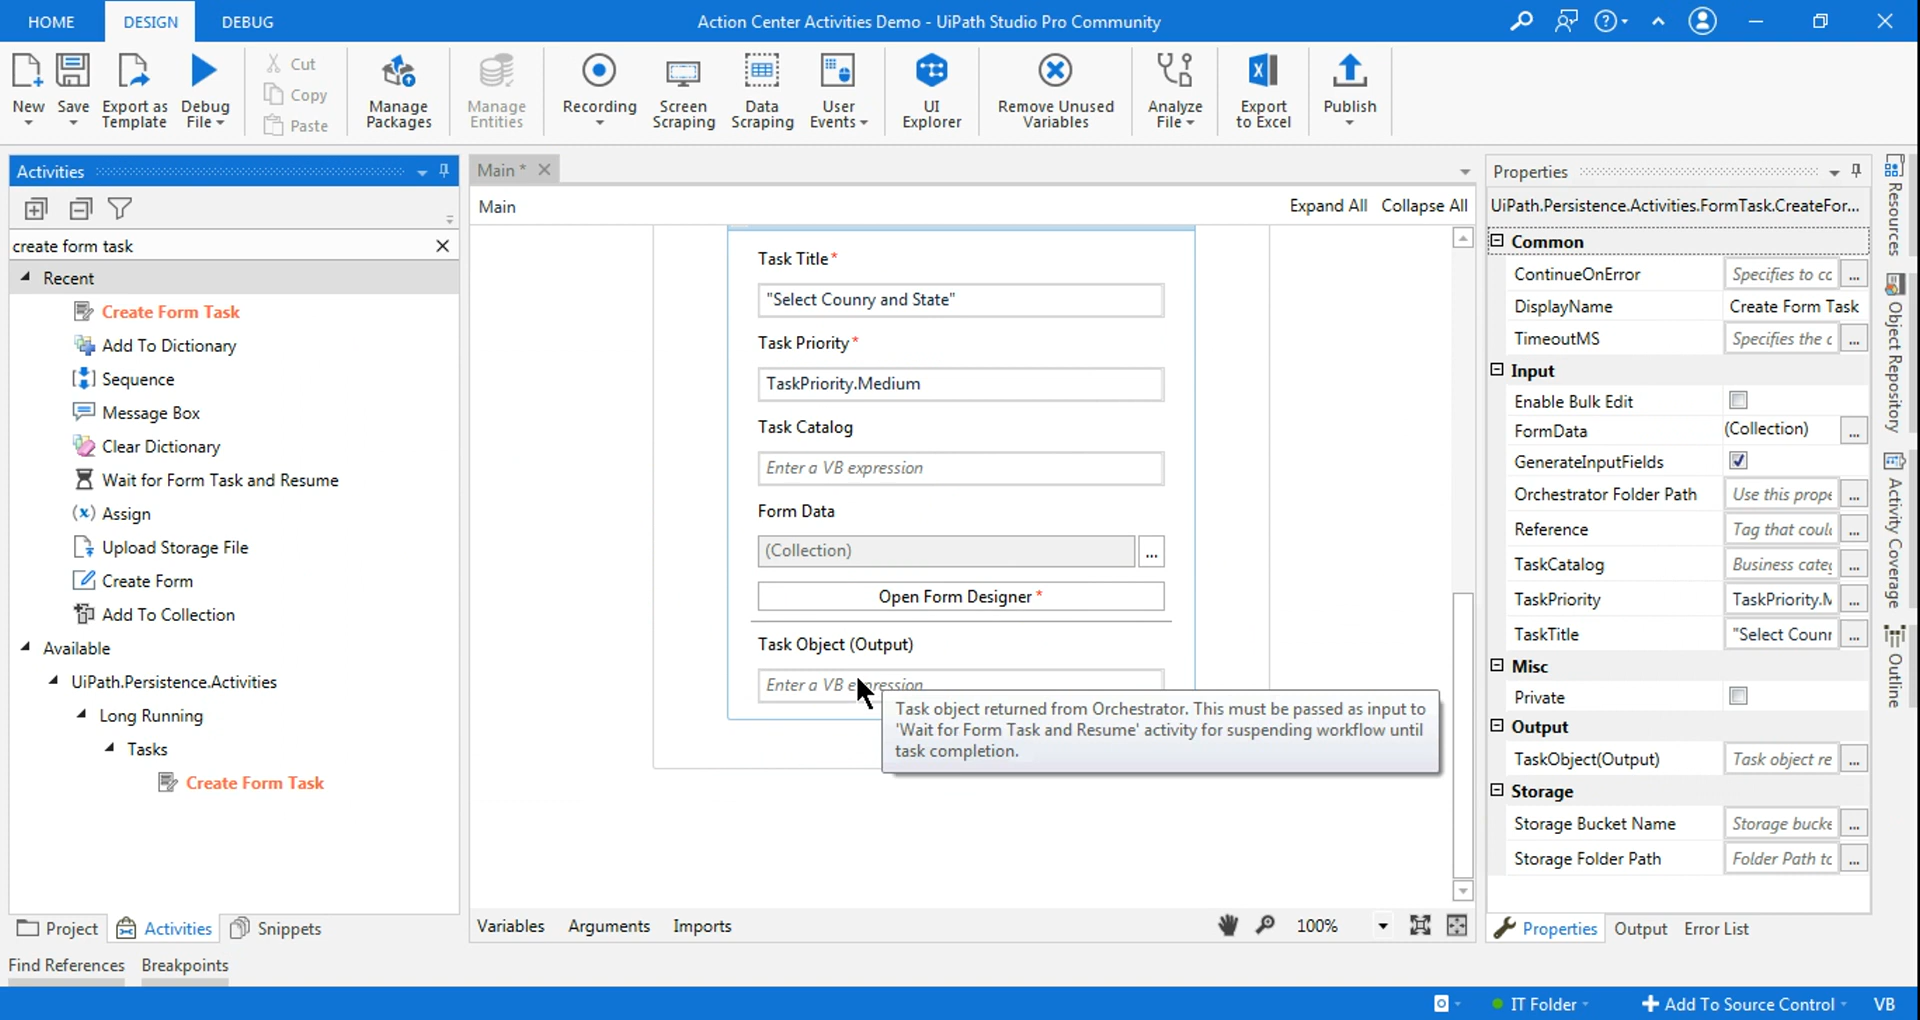 HOME
DESIGN
DEBUG
Action Center Activities Demo - UiPath Studio Pro Community
New
Save
Export as Template
Debug File
Cut
Copy
Paste
Manage Packages
Manage Entities
Recording
Screen Scraping
Data Scraping
User Events
UI Explorer
Remove Unused Variables
Analyze File
Export to Excel
Publish
Activities
create form task
Recent
Create Form Task
Add To Dictionary
Sequence
Message Box
Clear Dictionary
Wait for Form Task and Resume
Assign
Upload Storage File
Create Form
Add To Collection
Available
UiPath.Persistence.Activities
Long Running
Tasks
Create Form Task
Project
Activities
Snippets
Find References
Breakpoints
Main *
Main
Expand All
Collapse All
Task Title*
"Select Counry and State"
Task Priority*
TaskPriority.Medium
Task Catalog
Enter a VB expression
Form Data
(Collection)
...
Open Form Designer *
Task Object (Output)
Enter a VB expression
Task object returned from Orchestrator. This must be passed as input to
'Wait for Form Task and Resume' activity for suspending workflow until
task completion.
Variables
Arguments
Imports
100%
Properties
UiPath.Persistence.Activities.FormTask.CreateFor...
Common
ContinueOnError
Specifies to cc
...
DisplayName
Create Form Task
TimeoutMS
Specifies the c
...
Input
Enable Bulk Edit
FormData
(Collection)
...
GenerateInputFields
Orchestrator Folder Path
Use this prope
...
Reference
Tag that coulc
...
TaskCatalog
Business categ
...
TaskPriority
TaskPriority.M
...
TaskTitle
"Select Counr
...
Misc
Private
Output
TaskObject(Output)
Task object re
...
Storage
Storage Bucket Name
Storage bucke
...
Storage Folder Path
Folder Path tc
...
Properties
Output
Error List
Resources
Object Repository
Activity Coverage
Outline
IT Folder
Add To Source Control
VB